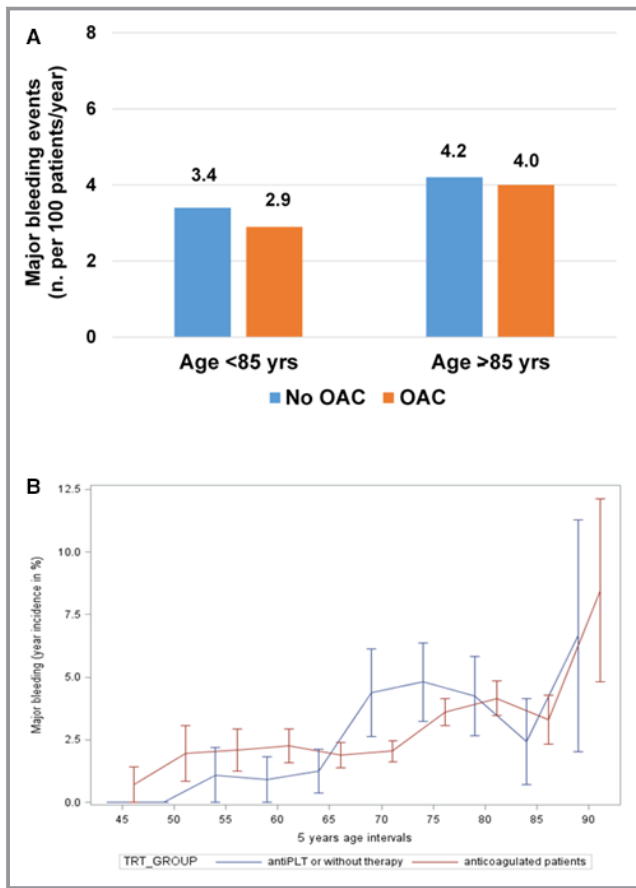 A
8
6
4
2
0
Major bleeding events
(n. per 100 patients/year)
3.4
2.9
4.2
4.0
Age <85 yrs
Age ≥85 yrs
No OAC
OAC
B
12.5
10.0
7.5
5.0
2.5
0.0
Major bleeding (year incidence in %)
45 50 55 60 65 70 75 80 85 90
5 years age intervals
TRT_GROUP
antiPLT or without therapy
anticoagulated patients